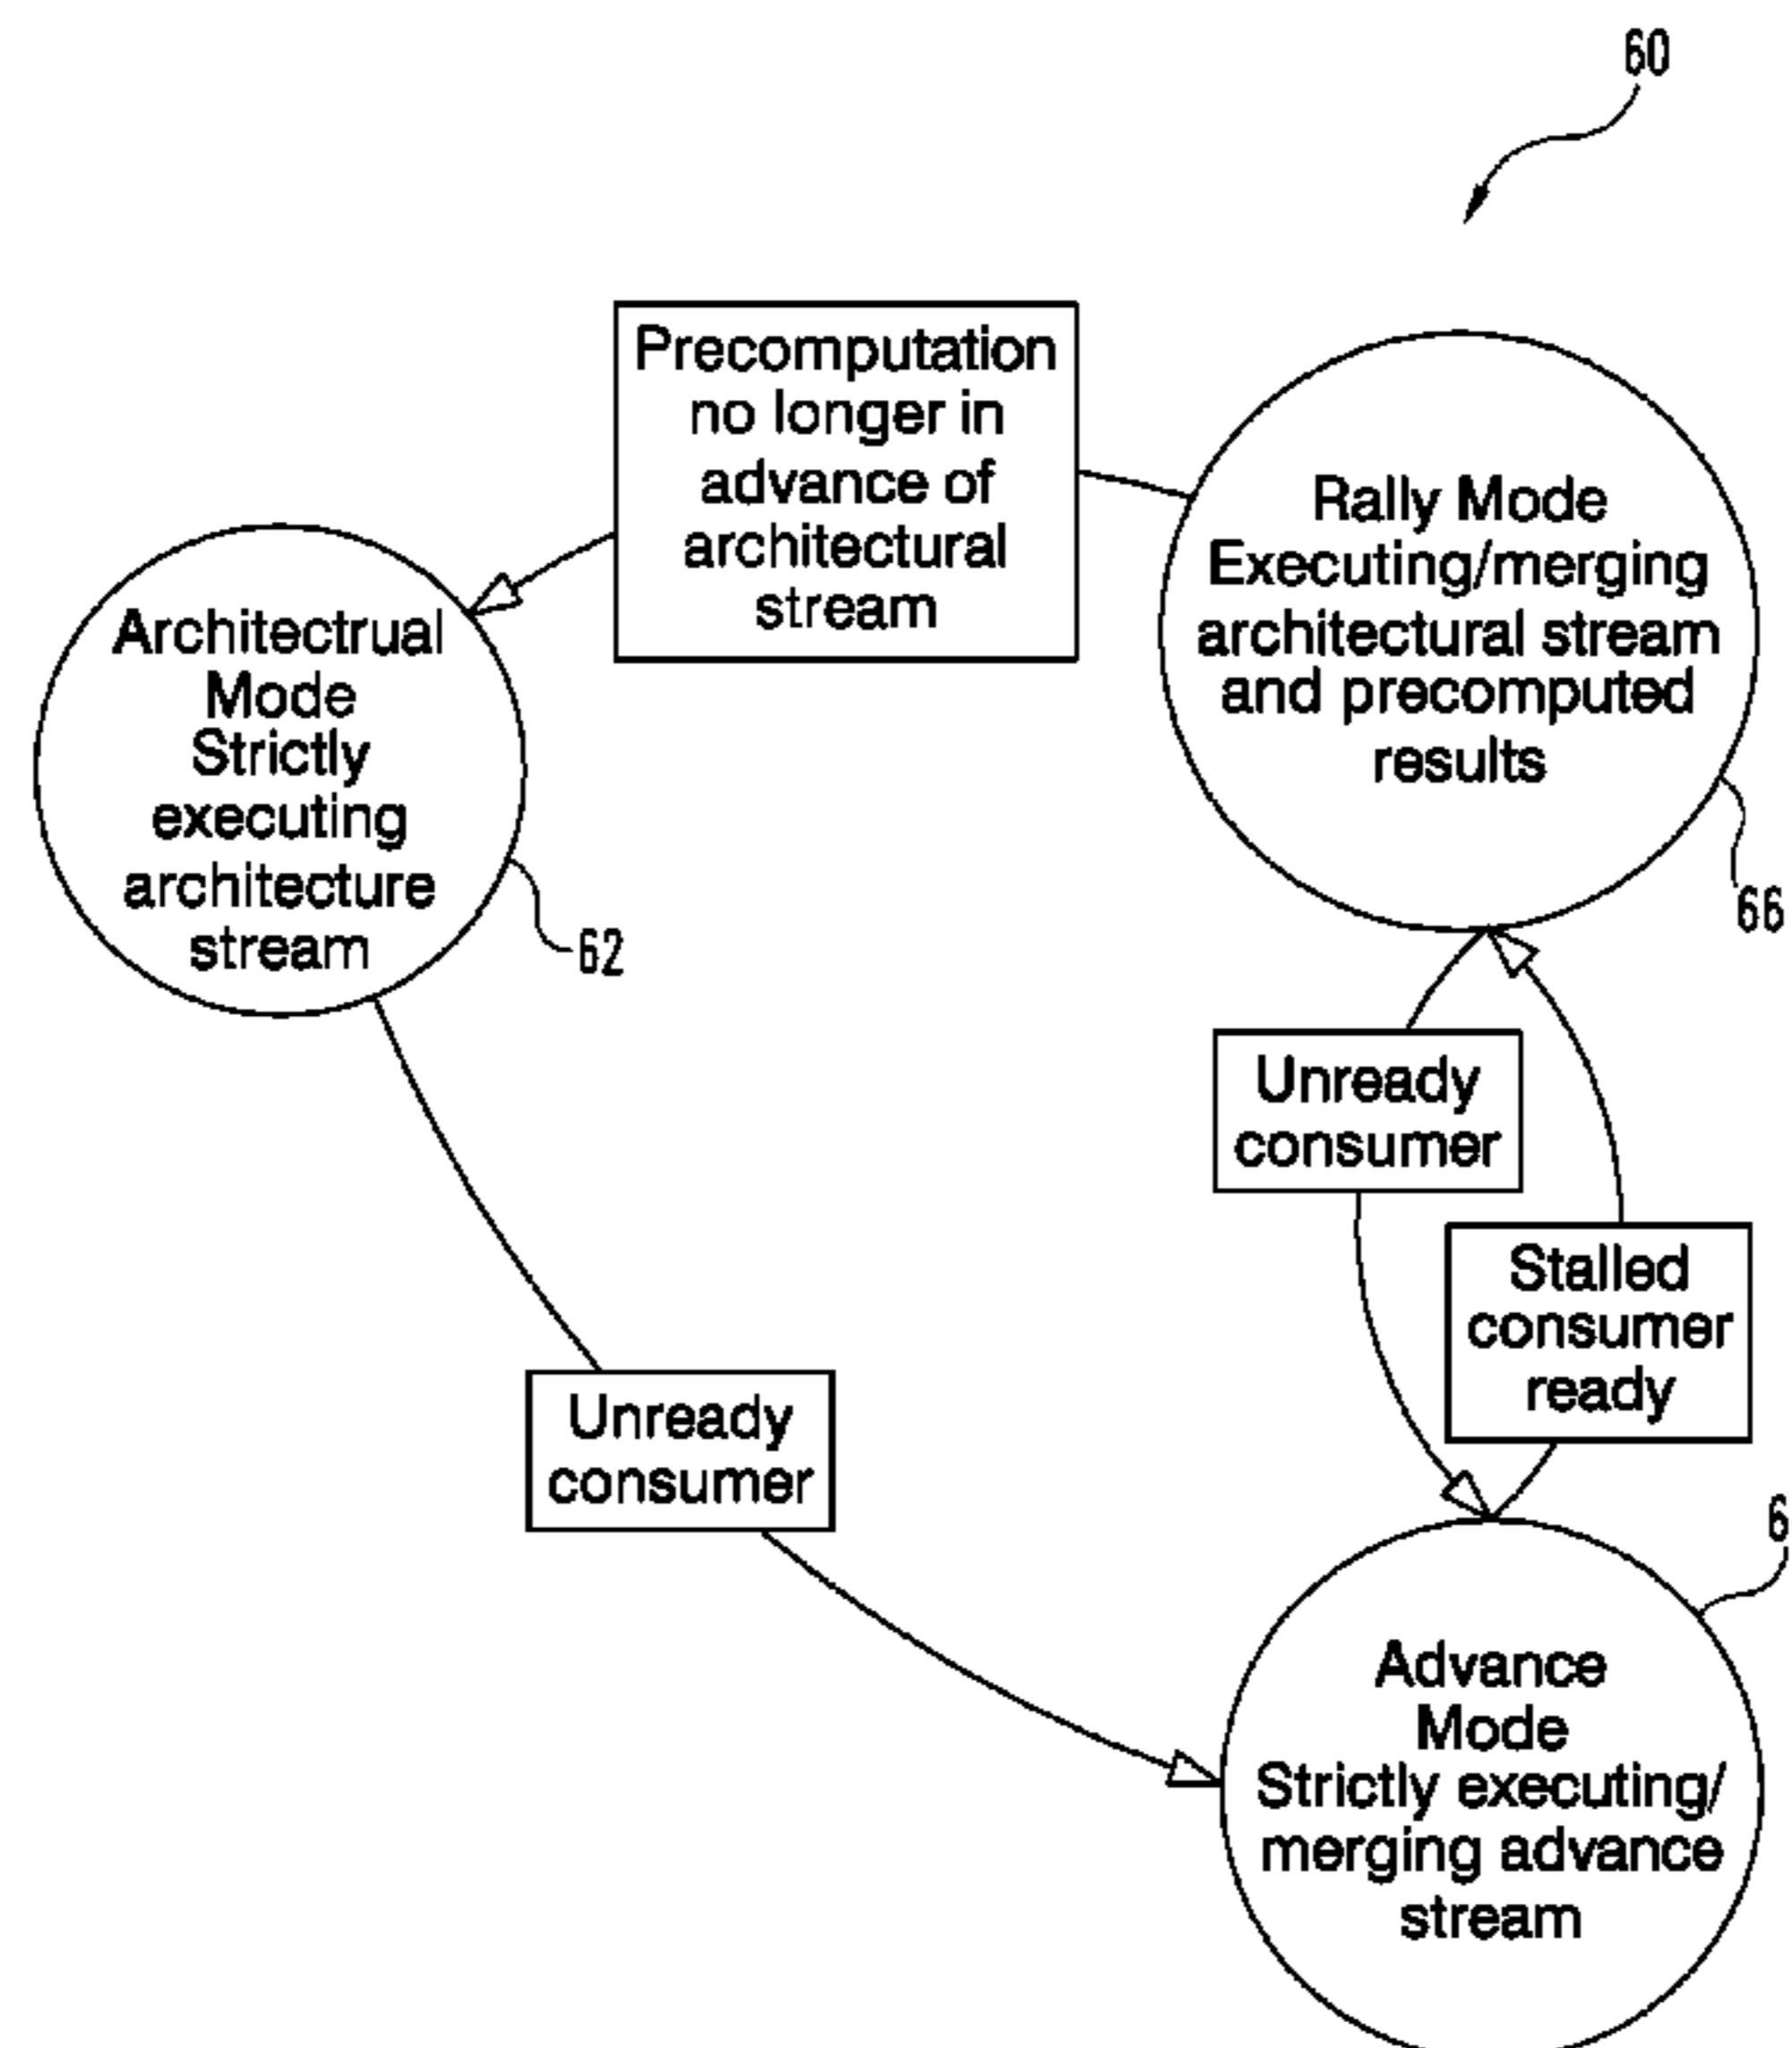 60
Precomputation
no longer in
advance of
architectural
stream
Rally Mode
Executing/merging
architectural stream
and precomputed
results
66
Architectrual
Mode
Strictly
executing
architecture
stream
62
Unready
consumer
Stalled
consumer
ready
Unready
consumer
6
Advance
Mode
Strictly executing/
merging advance
stream